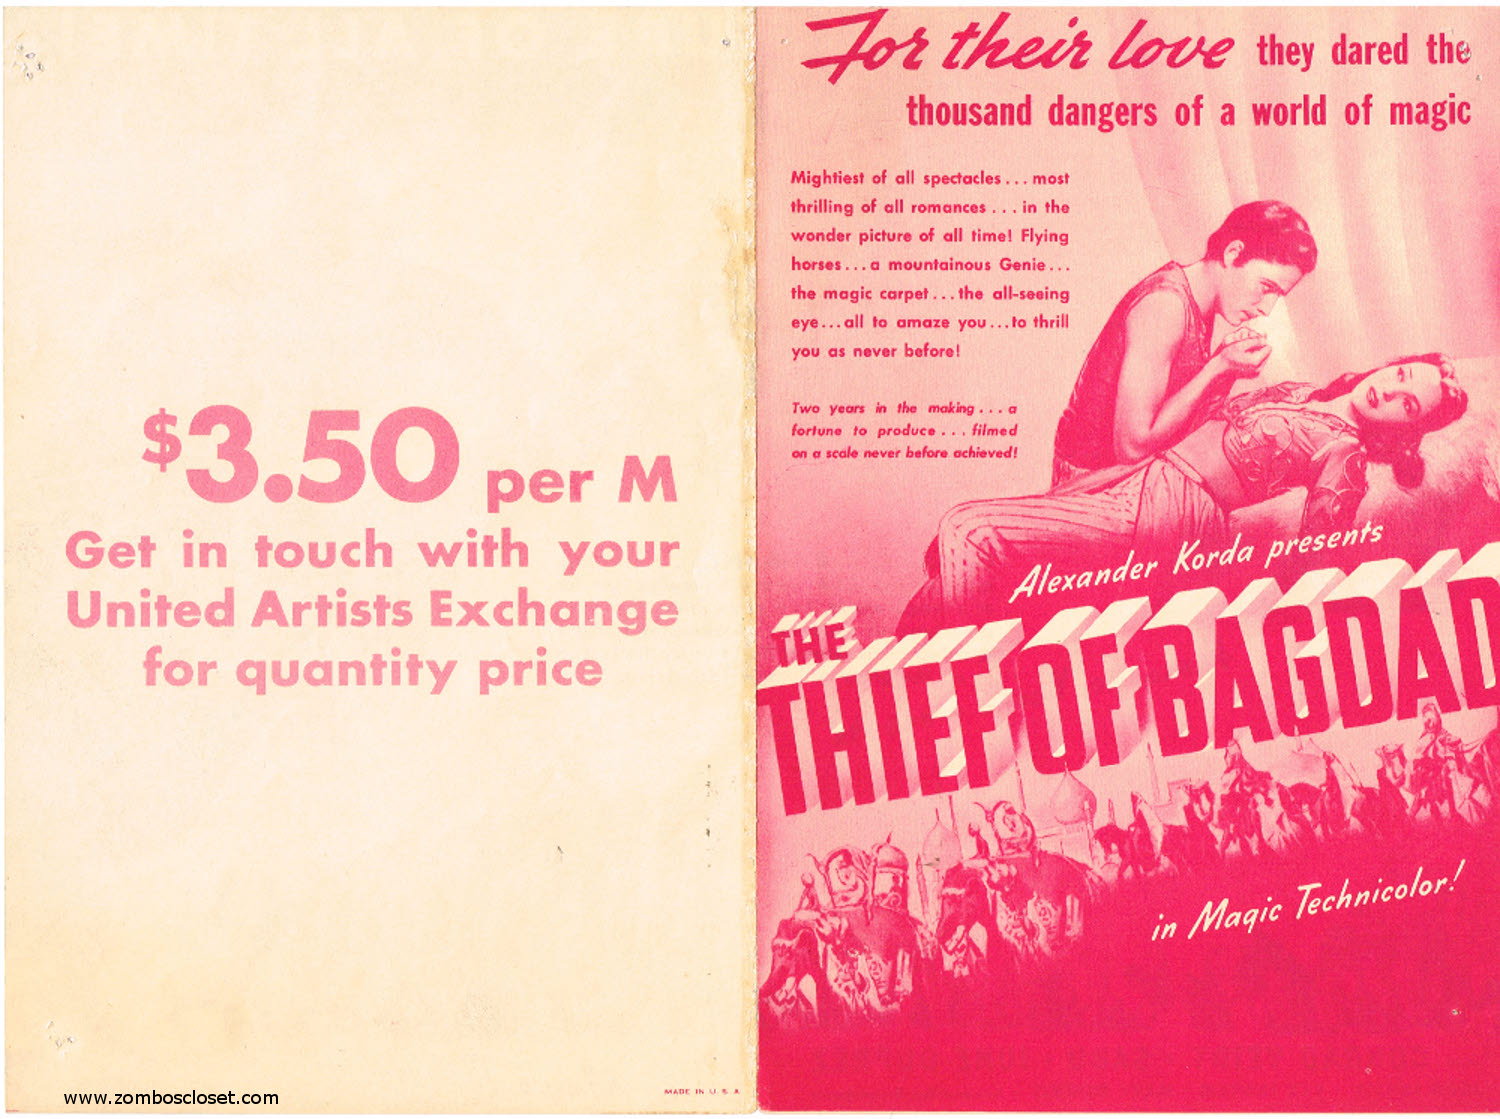 $3.50 per M
Get in touch with your
United Artists Exchange
for quantity price
MADE IN U. S. A.
www.zomboscloset.com
For their love they dared the
thousand dangers of a world of magic
Mightiest of all spectacles...most
thrilling of all romances...in the
wonder picture of all time! Flying
horses...a mountainous Genie...
the magic carpet...the all-seeing
eye...all to amaze you...to thrill
you as never before!
Two years in the making...a
fortune to produce...filmed
on a scale never before achieved!
Alexander Korda presents
THE
THIEF OF BAGDAD
in Magic Technicolor!